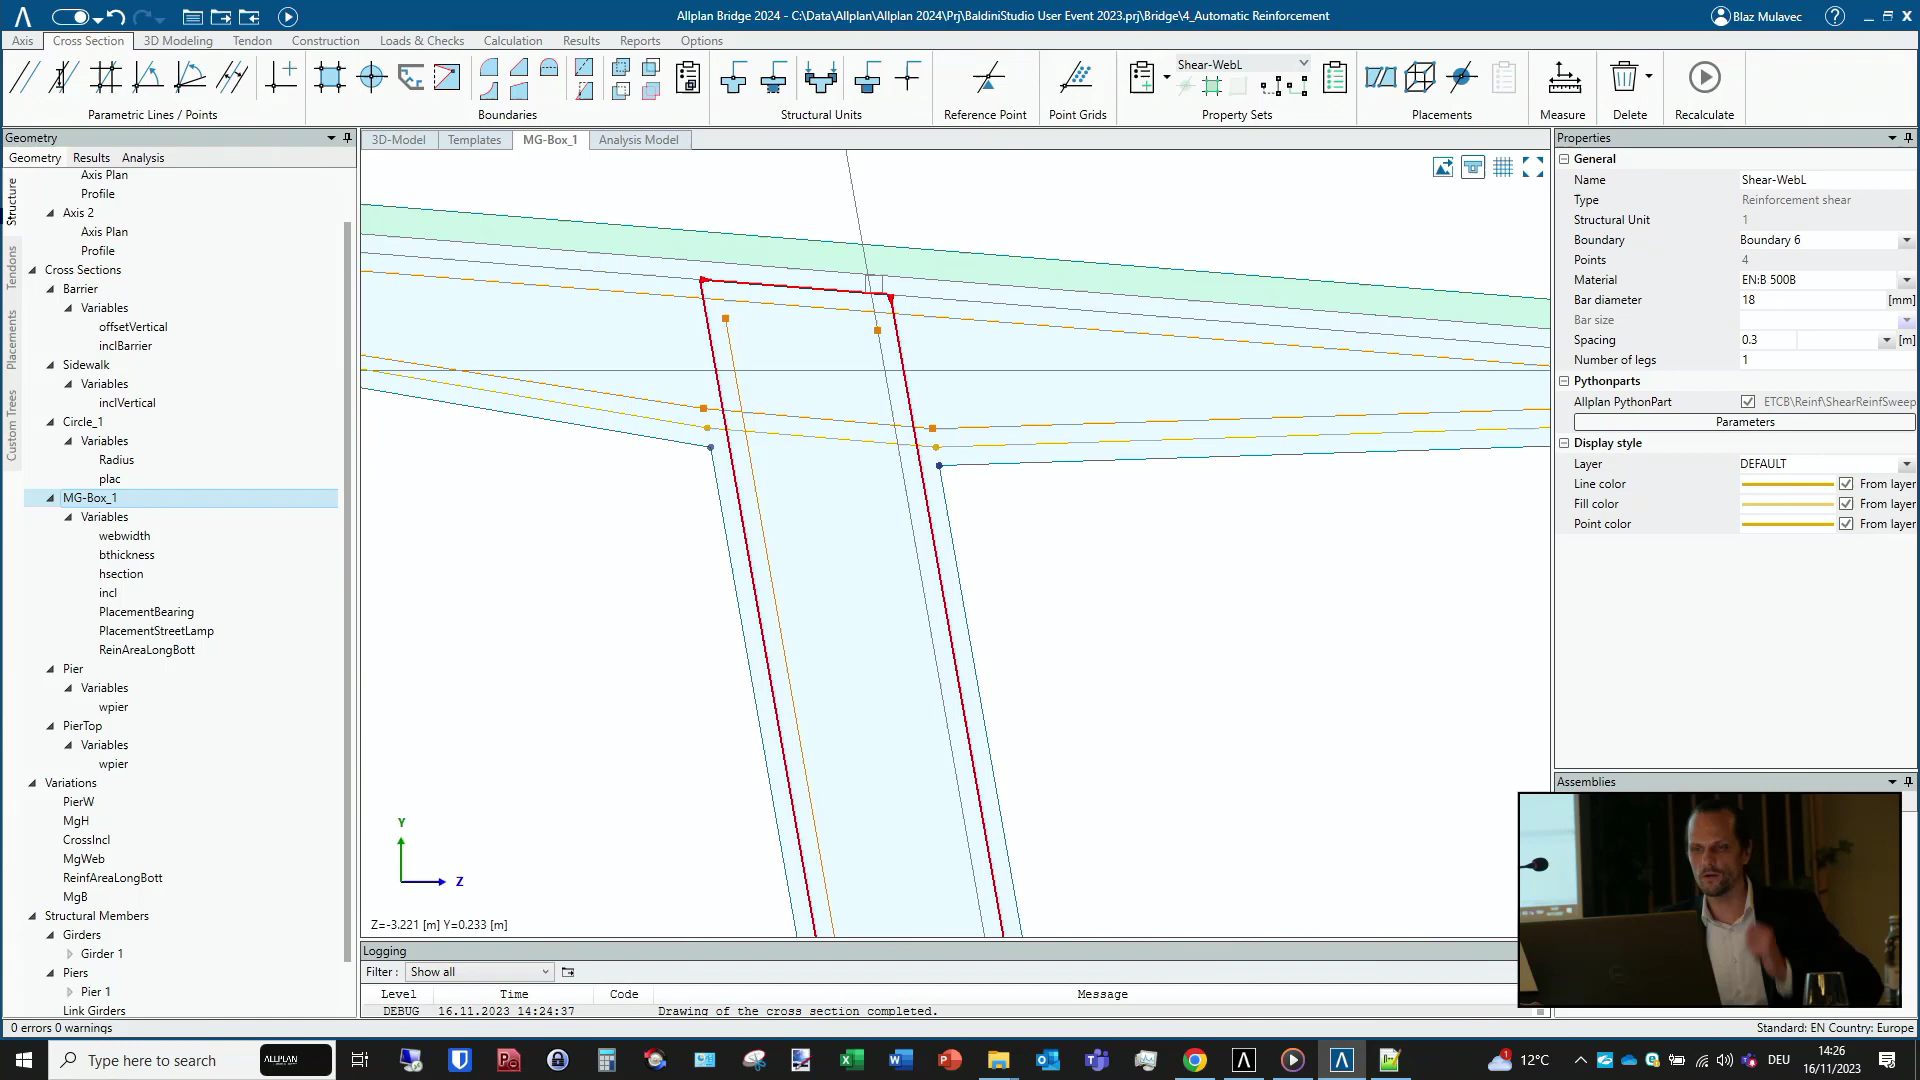 Allplan Bridge 2024 - C:\Data\Allplan\Allplan 2024\Prj\BaldiniStudio User Event 2023.prj\Bridge\4_Automatic Reinforcement
Blaz Mulavec
Axis
Cross Section
3D Modeling
Tendon
Construction
Loads & Checks
Calculation
Results
Reports
Options
Shear-WebL
Parametric Lines / Points
Boundaries
Structural Units
Reference Point
Point Grids
Property Sets
Placements
Measure
Delete
Recalculate
Geometry
Geometry
Results
Analysis
Structure
Tendons
Placements
Custom Trees
Axis Plan
Profile
Axis 2
Axis Plan
Profile
Cross Sections
Barrier
Variables
offsetVertical
inclBarrier
Sidewalk
Variables
inclVertical
Circle_1
Variables
Radius
plac
MG-Box_1
Variables
webwidth
bthickness
hsection
incl
PlacementBearing
PlacementStreetLamp
ReinAreaLongBott
Pier
Variables
wpier
PierTop
Variables
wpier
Variations
PierW
MgH
CrossIncl
MgWeb
ReinfAreaLongBott
MgB
Structural Members
Girders
Girder 1
Piers
Pier 1
Link Girders
3D-Model
Templates
MG-Box_1
Analysis Model
Y
Z
Z=-3.221 [m] Y=0.233 [m]
Logging
Filter : Show all
Level Time Code Message
DEBUG 16.11.2023 14:24:37 Drawing of the cross section completed.
Properties
General
Name Shear-WebL
Type Reinforcement shear
Structural Unit 1
Boundary Boundary 6
Points 4
Material EN:B 500B
Bar diameter 18 [mm]
Bar size
Spacing 0.3 [m]
Number of legs 1
Pythonparts
Allplan PythonPart ETCB\Reinf\ShearReinfSweep
Parameters
Display style
Layer DEFAULT
Line color From layer
Fill color From layer
Point color From layer
Assemblies
0 errors 0 warnings
Standard: EN Country: Europe
Type here to search
ALLPLAN
12°C
DEU
14:26
16/11/2023